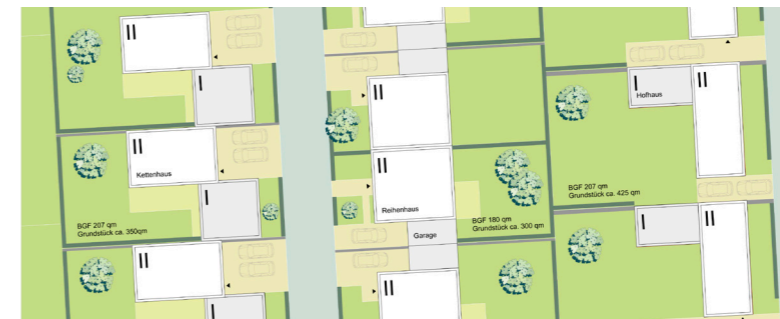 II
I
II
Kettenhaus
I
BGF 207 qm
Grundstück ca. 350qm
II
I
II
II
Reihenhaus
Garage
BGF 180 qm
Grundstück ca. 300 qm
II
I
Hofhaus
II
BGF 207 qm
Grundstück ca. 425 qm
I
II